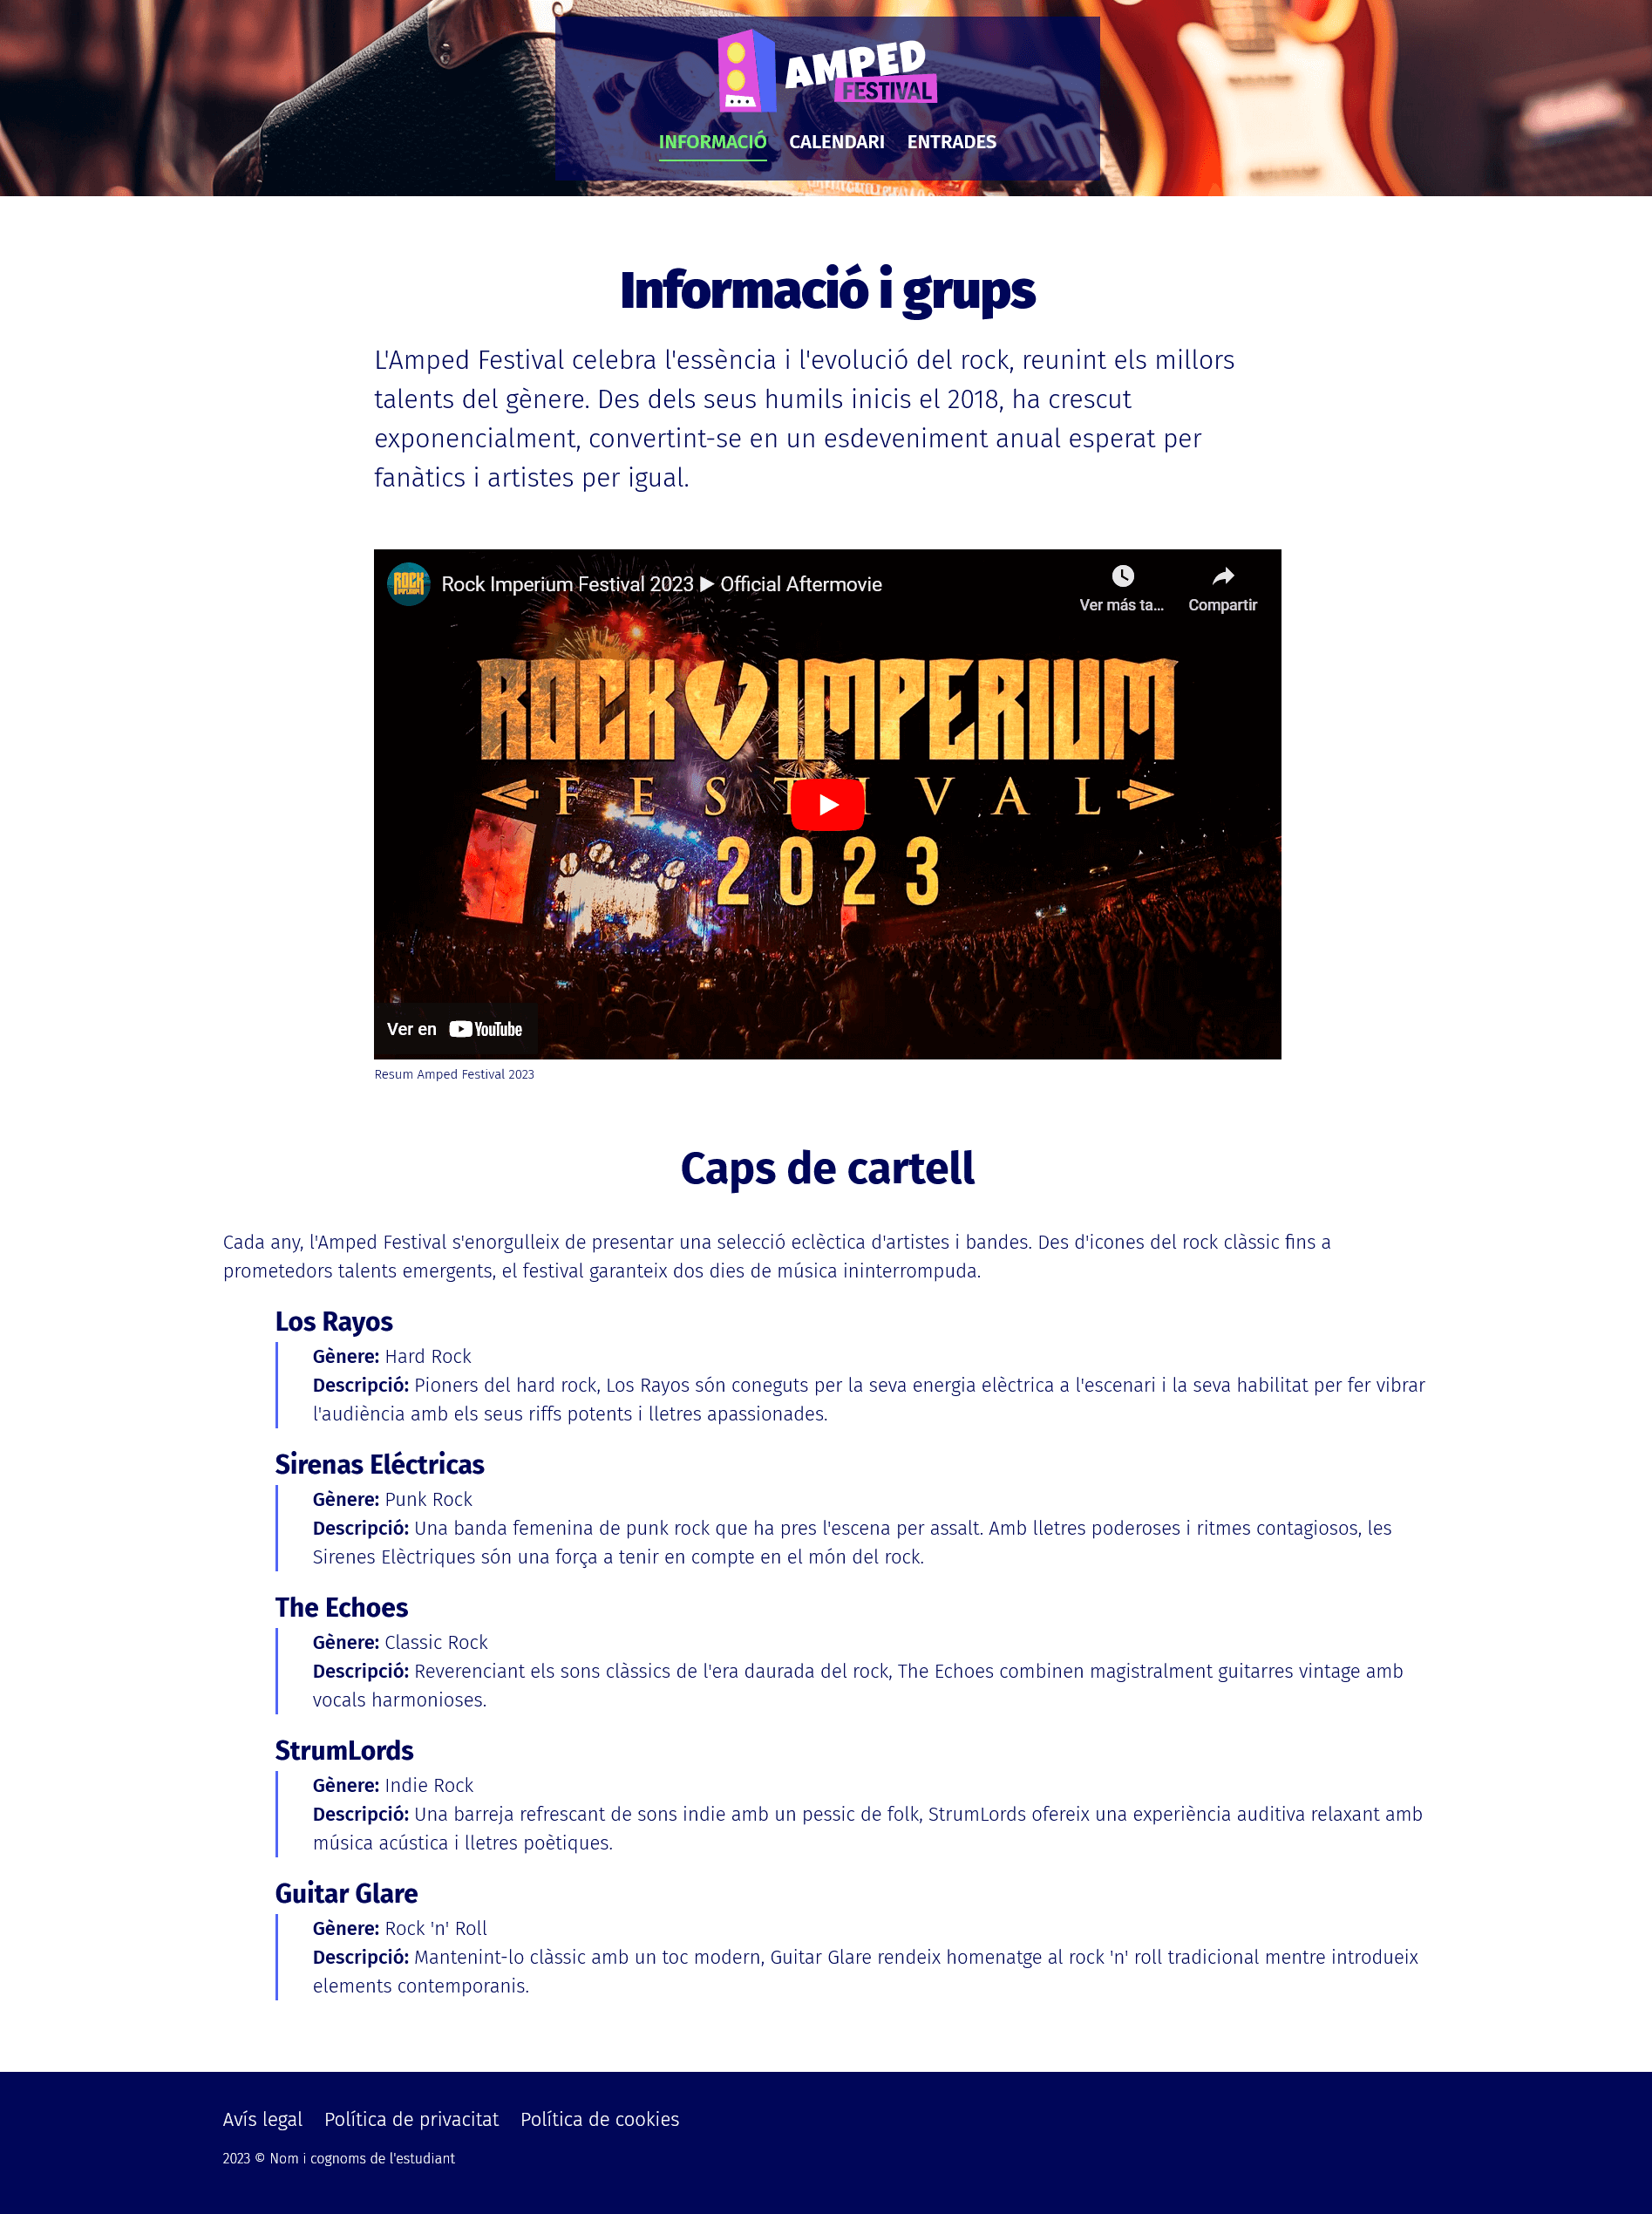 AMPED
FESTIVAL
INFORMACIÓ CALENDARI ENTRADES
Informació i grups
L'Amped Festival celebra l'essència i l'evolució del rock, reunint els millors
talents del gènere. Des dels seus humils inicis el 2018, ha crescut
exponencialment, convertint-se en un esdeveniment anual esperat per
fanàtics i artistes per igual.
ROCK IMPERIUM
Rock Imperium Festival 2023 ▶ Official Aftermovie
Ver más ta... Compartir
ROCK IMPERIUM
FESTIVAL
2023
Ver en YouTube
Resum Amped Festival 2023
Caps de cartell
Cada any, l'Amped Festival s'enorgulleix de presentar una selecció eclèctica d'artistes i bandes. Des d'icones del rock clàssic fins a
prometedors talents emergents, el festival garanteix dos dies de música ininterrompuda.
Los Rayos
Gènere: Hard Rock
Descripció: Pioners del hard rock, Los Rayos són coneguts per la seva energia elèctrica a l'escenari i la seva habilitat per fer vibrar
l'audiència amb els seus riffs potents i lletres apassionades.
Sirenas Eléctricas
Gènere: Punk Rock
Descripció: Una banda femenina de punk rock que ha pres l'escena per assalt. Amb lletres poderoses i ritmes contagiosos, les
Sirenes Elèctriques són una força a tenir en compte en el món del rock.
The Echoes
Gènere: Classic Rock
Descripció: Reverenciant els sons clàssics de l'era daurada del rock, The Echoes combinen magistralment guitarres vintage amb
vocals harmonioses.
StrumLords
Gènere: Indie Rock
Descripció: Una barreja refrescant de sons indie amb un pessic de folk, StrumLords ofereix una experiència auditiva relaxant amb
música acústica i lletres poètiques.
Guitar Glare
Gènere: Rock 'n' Roll
Descripció: Mantenint-lo clàssic amb un toc modern, Guitar Glare rendeix homenatge al rock 'n' roll tradicional mentre introdueix
elements contemporanis.
Avís legal Política de privacitat Política de cookies
2023 © Nom i cognoms de l'estudiant